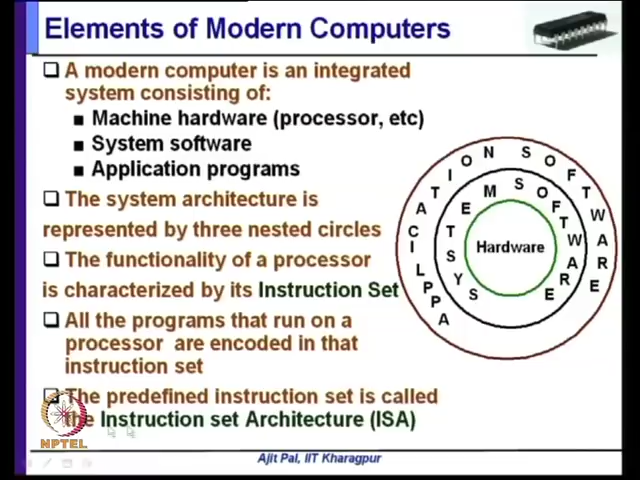 Elements of Modern Computers
A modern computer is an integrated
system consisting of:
Machine hardware (processor, etc)
System software
Application programs
The system architecture is
represented by three nested circles
The functionality of a processor
is characterized by its Instruction Set
All the programs that run on a
processor are encoded in that
instruction set
The predefined instruction set is called
the Instruction set Architecture (ISA)
APPLICATION SOFTWARE
SYSTEM SOFTWARE
Hardware
NPTEL
Ajit Pal, IIT Kharagpur